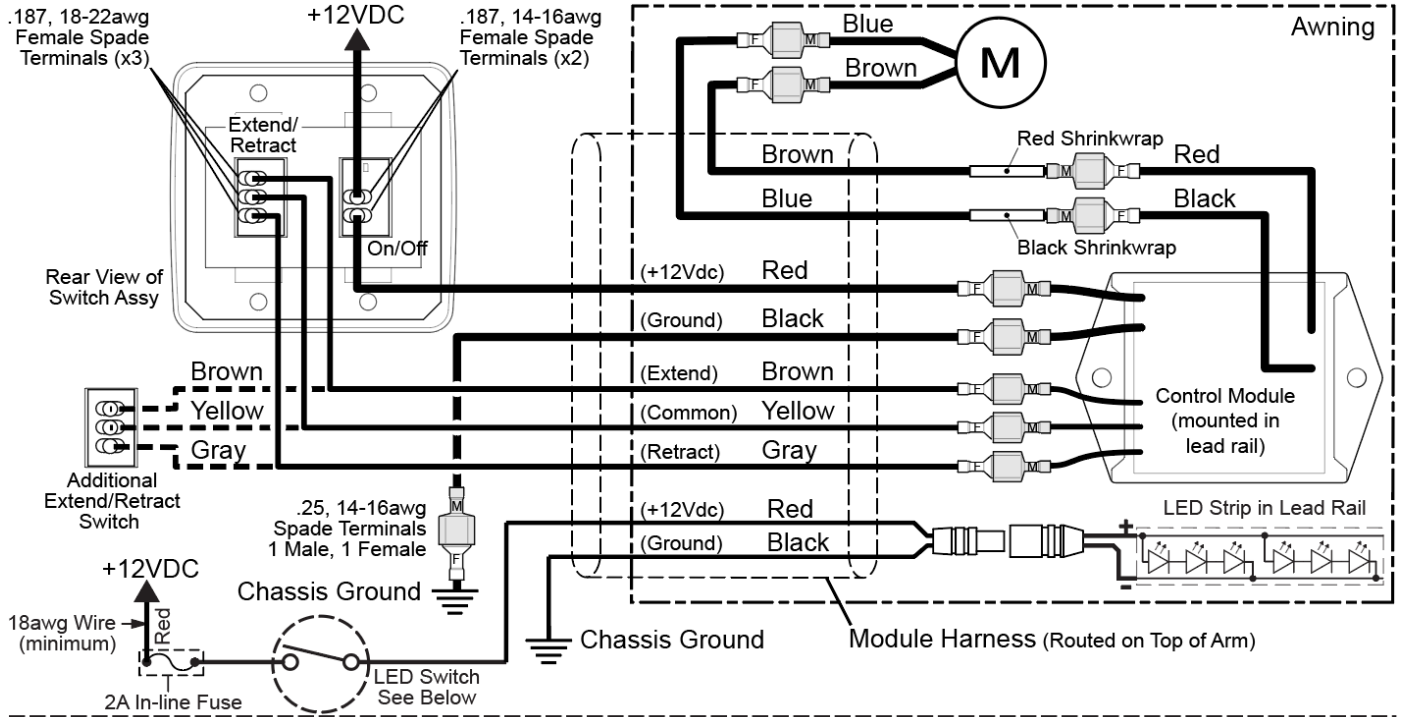 .187, 18-22awg
Female Spade
Terminals (x3)
+12VDC
.187, 14-16awg
Female Spade
Terminals (x2)
Extend/
Retract
On/Off
Rear View of
Switch Assy
Awning
F
M
Blue
F
M
Brown
M
Brown
Red Shrinkwrap
M
F
Red
Blue
Black Shrinkwrap
M
F
Black
(+12Vdc) Red
F
M
(Ground) Black
F
M
(Extend) Brown
F
M
(Common) Yellow
F
M
(Retract) Gray
F
M
Control Module
(mounted in
lead rail)
Brown
Yellow
Gray
Additional
Extend/Retract
Switch
.25, 14-16awg
Spade Terminals
1 Male, 1 Female
M
F
Chassis Ground
(+12Vdc) Red
(Ground) Black
LED Strip in Lead Rail
+
-
+12VDC
18awg Wire
(minimum)
Red
2A In-line Fuse
LED Switch
See Below
Chassis Ground
Module Harness (Routed on Top of Arm)